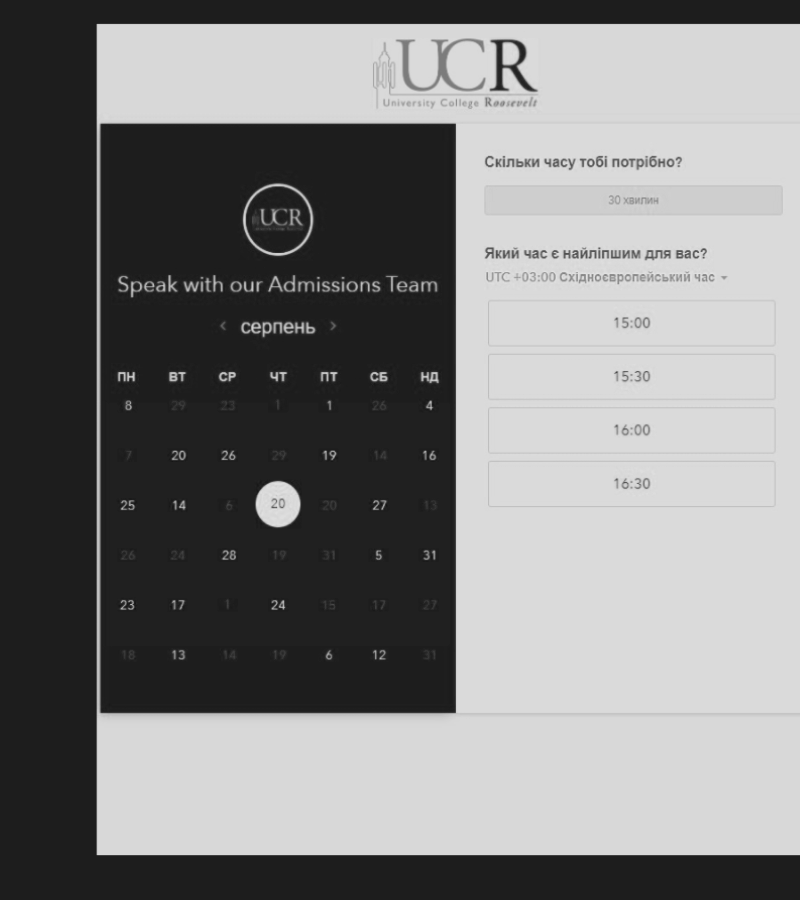 UCR
University College Roosevelt
UCR
Speak with our Admissions Team
серпень
ПН ВТ СР ЧТ ПТ СБ НД
8 29 23 1 1 26 4
7 20 26 29 19 14 16
25 14 6 20 20 27 13
26 24 28 19 31 5 31
23 17 1 24 15 17 27
18 13 14 19 6 12 31
Скільки часу тобі потрібно?
30 хвилин
Який час є найліпшим для вас?
UTC +03:00 Східноєвропейський час
15:00
15:30
16:00
16:30